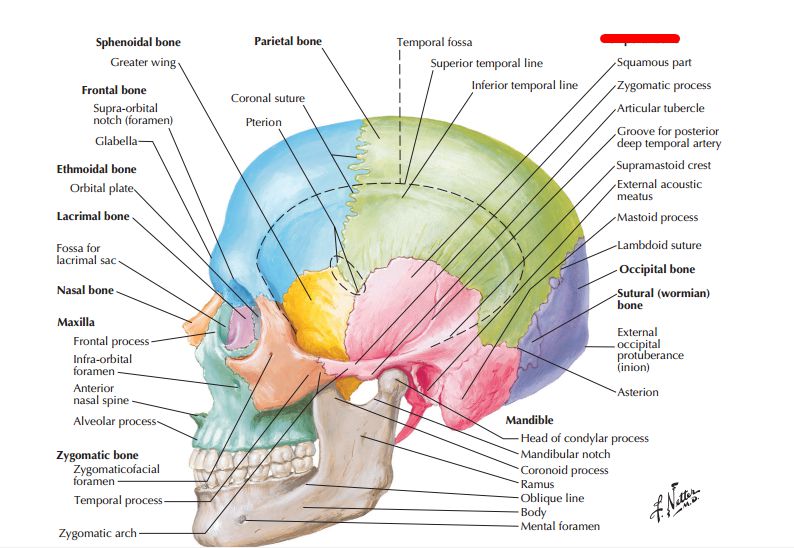 Sphenoidal bone
Greater wing
Frontal bone
Supra-orbital
notch (foramen)
Glabella
Ethmoidal bone
Orbital plate
Lacrimal bone
Fossa for
lacrimal sac
Nasal bone
Maxilla
Frontal process
Infra-orbital
foramen
Anterior
nasal spine
Alveolar process
Zygomatic bone
Zygomaticofacial
foramen
Temporal process
Zygomatic arch
Parietal bone
Coronal suture
Pterion
Temporal fossa
Superior temporal line
Inferior temporal line
Squamous part
Zygomatic process
Articular tubercle
Groove for posterior
deep temporal artery
Supramastoid crest
External acoustic
meatus
Mastoid process
Lambdoid suture
Occipital bone
Sutural (wormian)
bone
External
occipital
protuberance
(inion)
Asterion
Mandible
Head of condylar process
Mandibular notch
Coronoid process
Ramus
Oblique line
Body
Mental foramen
F. Netter
M.D.